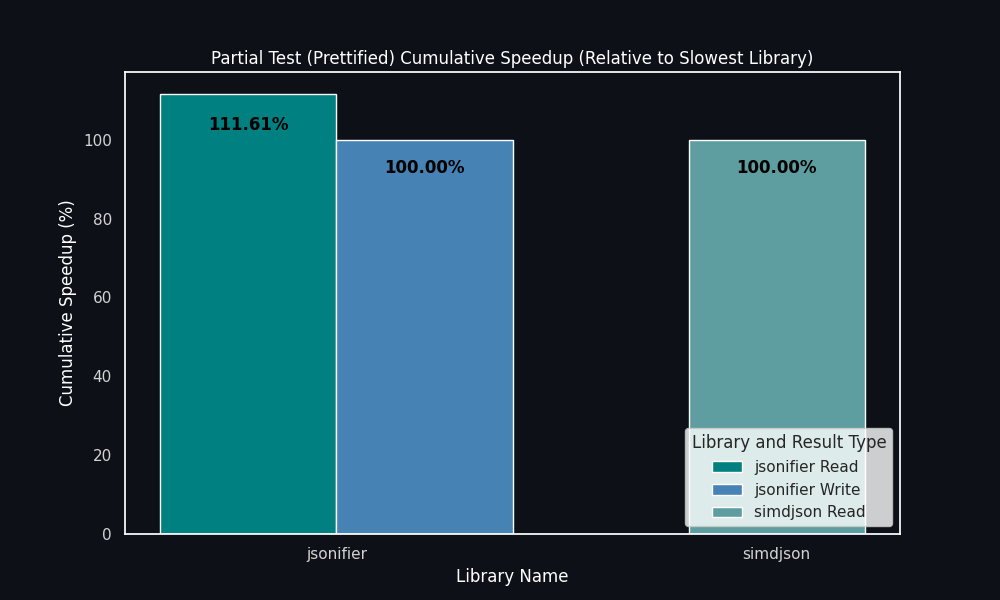 Partial Test (Prettified) Cumulative Speedup (Relative to Slowest Library)
Cumulative Speedup (%)
100
80
60
40
20
0
111.61%
100.00%
100.00%
Library and Result Type
jsonifier Read
jsonifier Write
simdjson Read
jsonifier
simdjson
Library Name